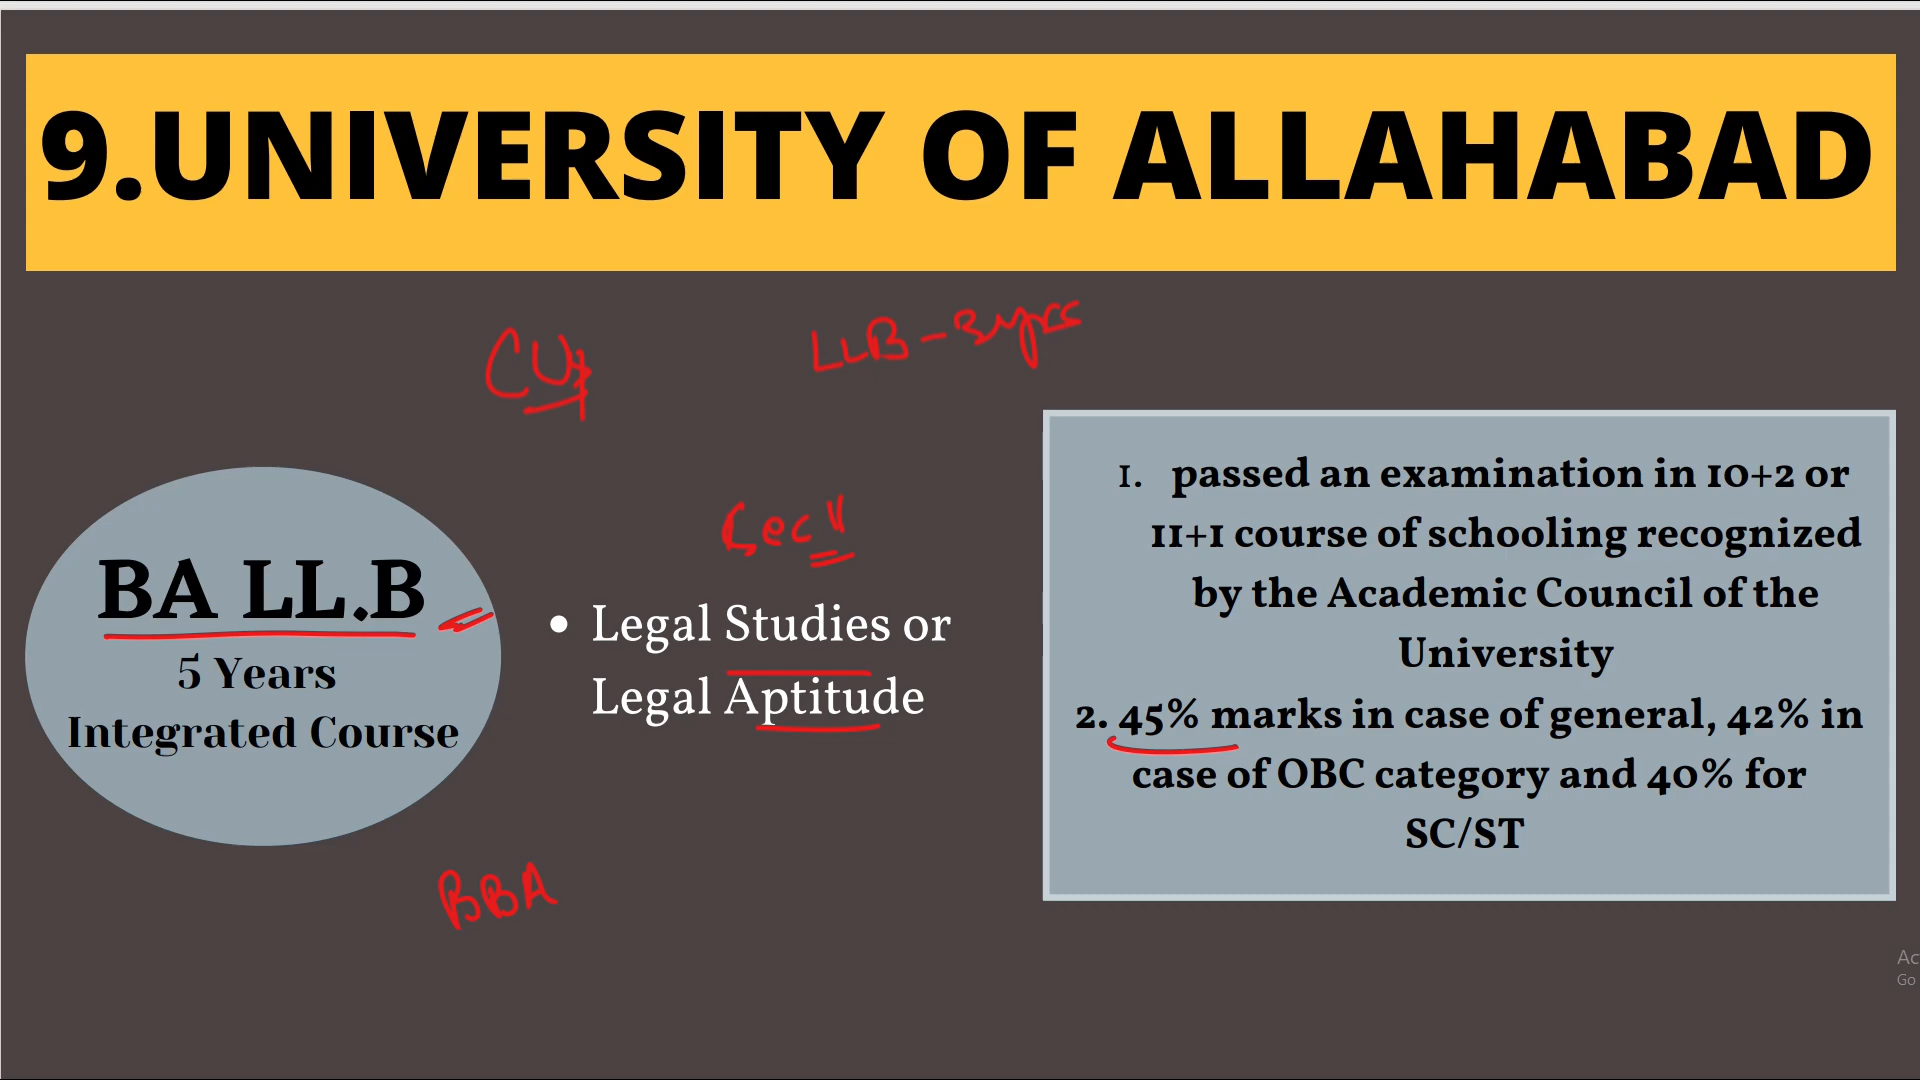 9.UNIVERSITY OF ALLAHABAD
LLB - 3yrs
Sec II
BA LL.B
5 Years
Integrated Course
• Legal Studies or
Legal Aptitude
1. passed an examination in 10+2 or
11+1 course of schooling recognized
by the Academic Council of the
University
2. 45% marks in case of general, 42% in
case of OBC category and 40% for
SC/ST
BBA
Ac
Go